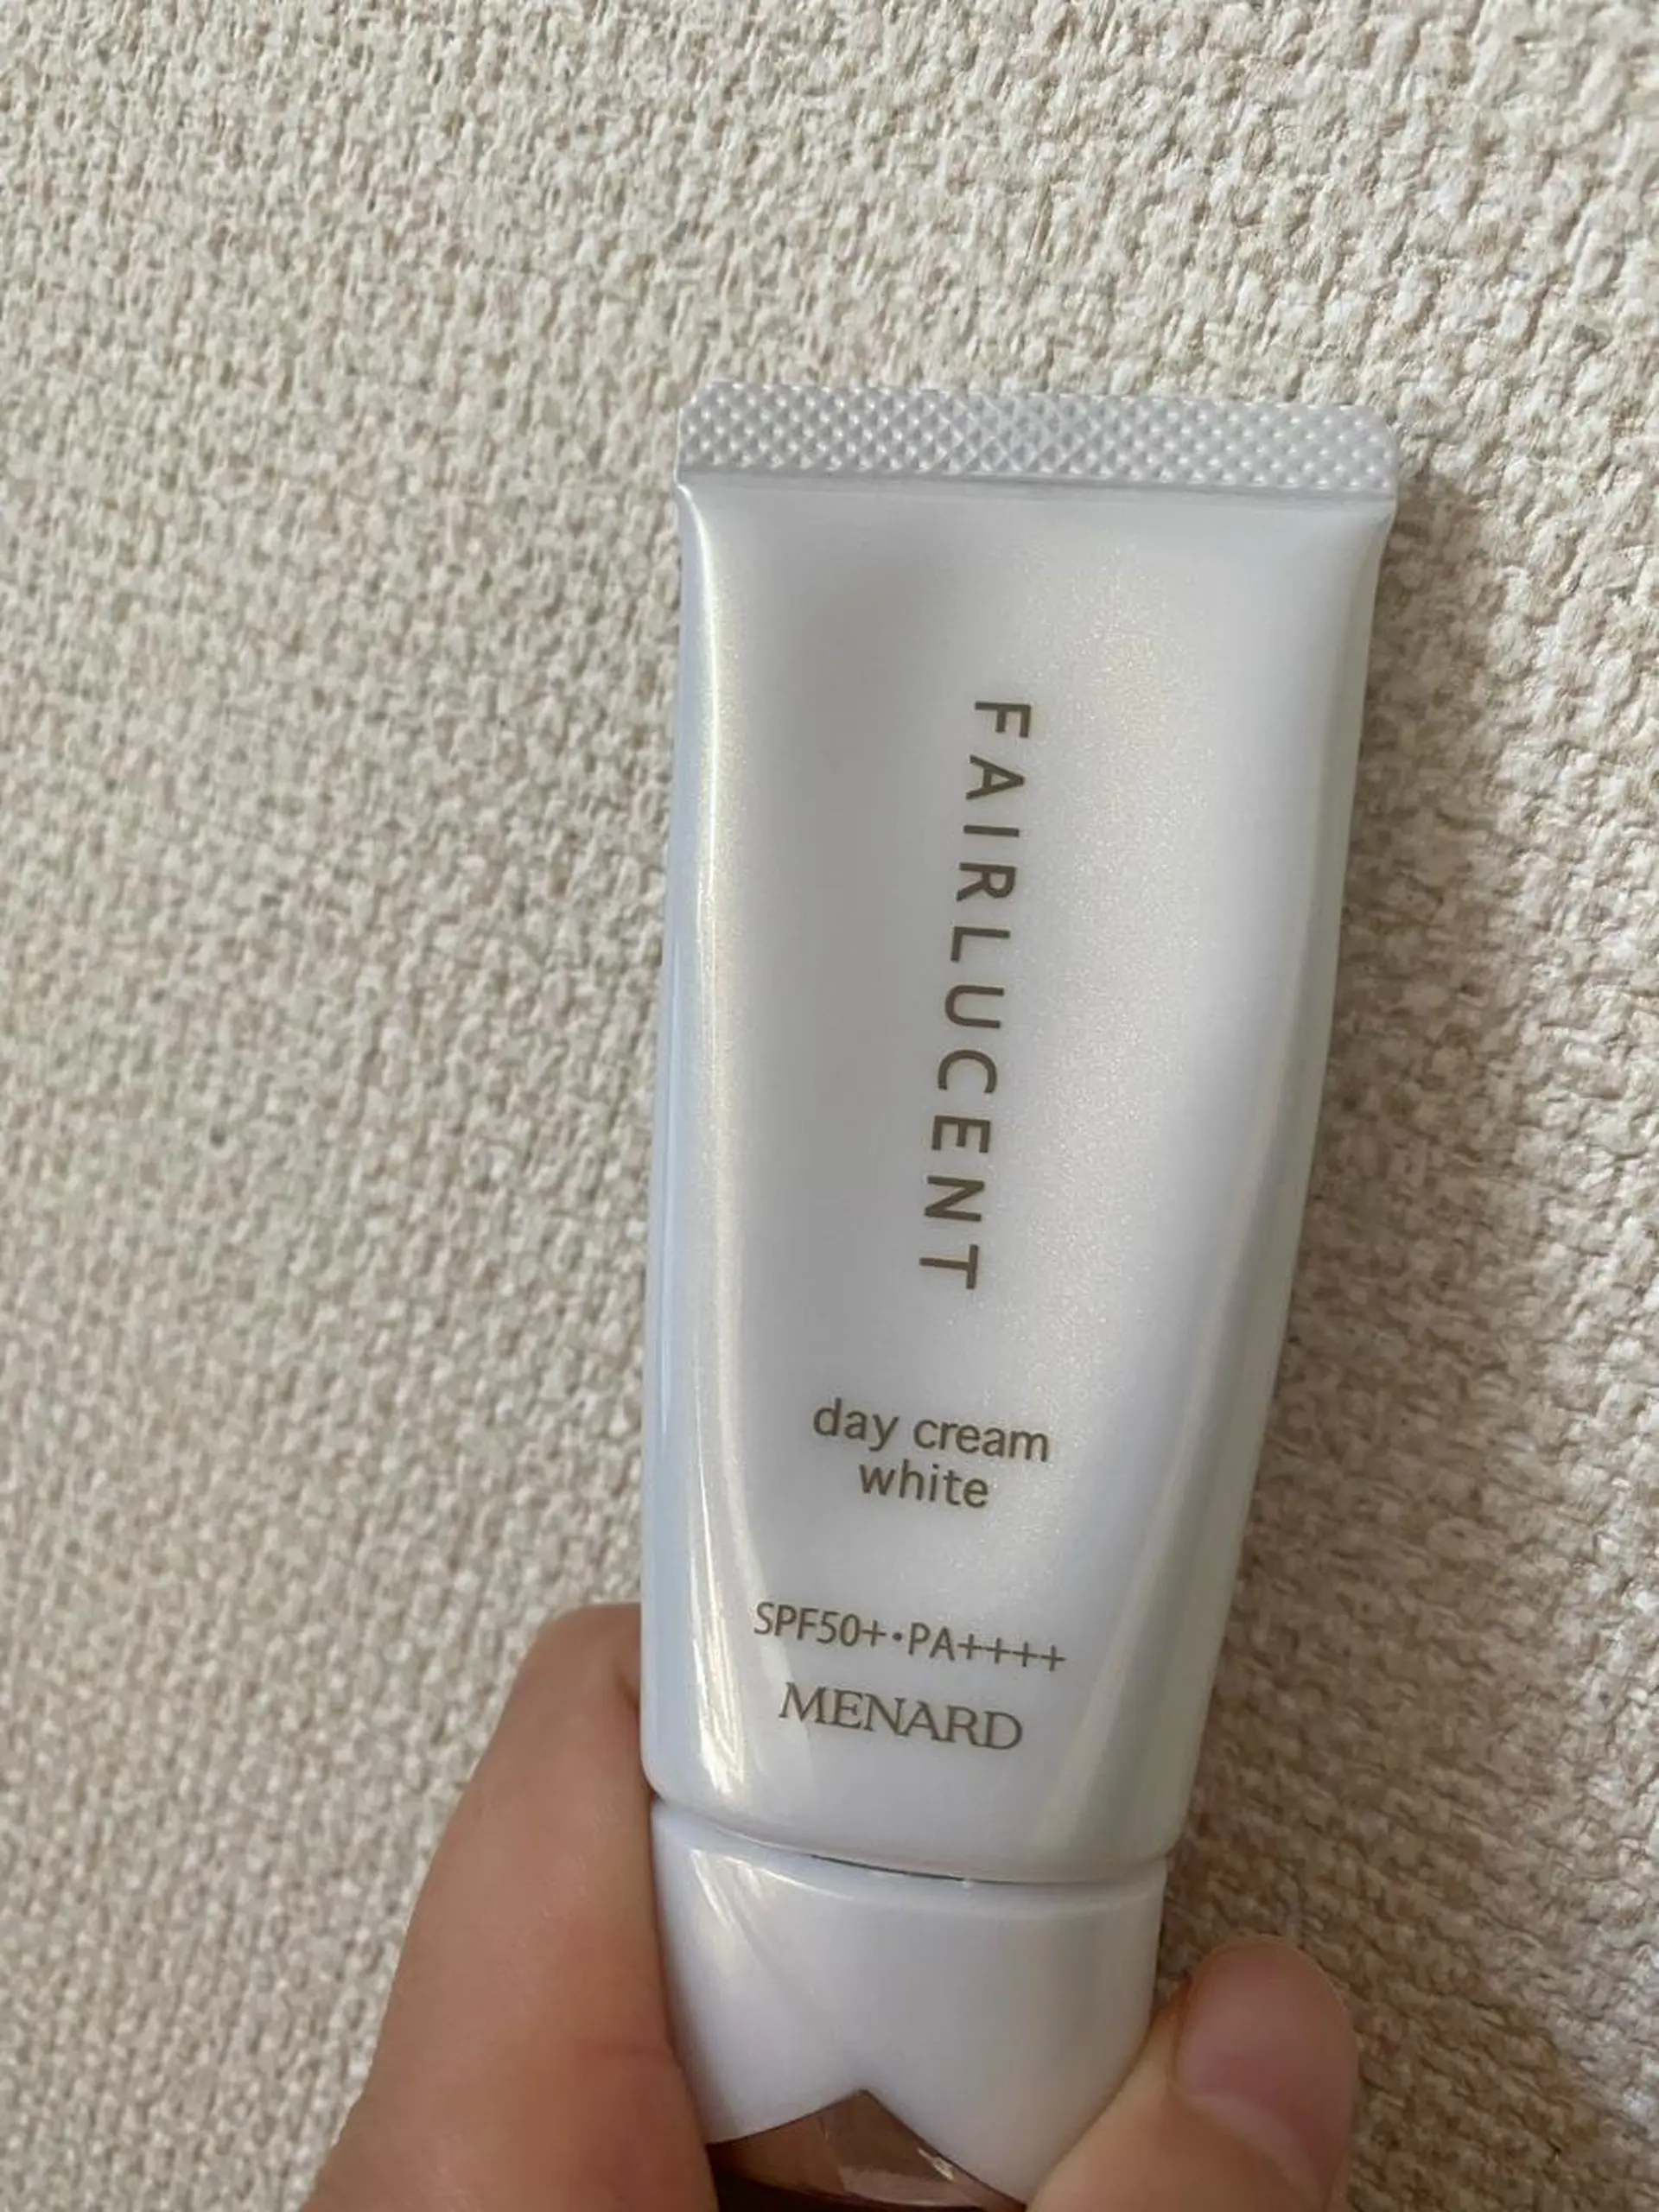 FAIRLUCENT
day cream
white
SPF50+・PA++++
MENARD